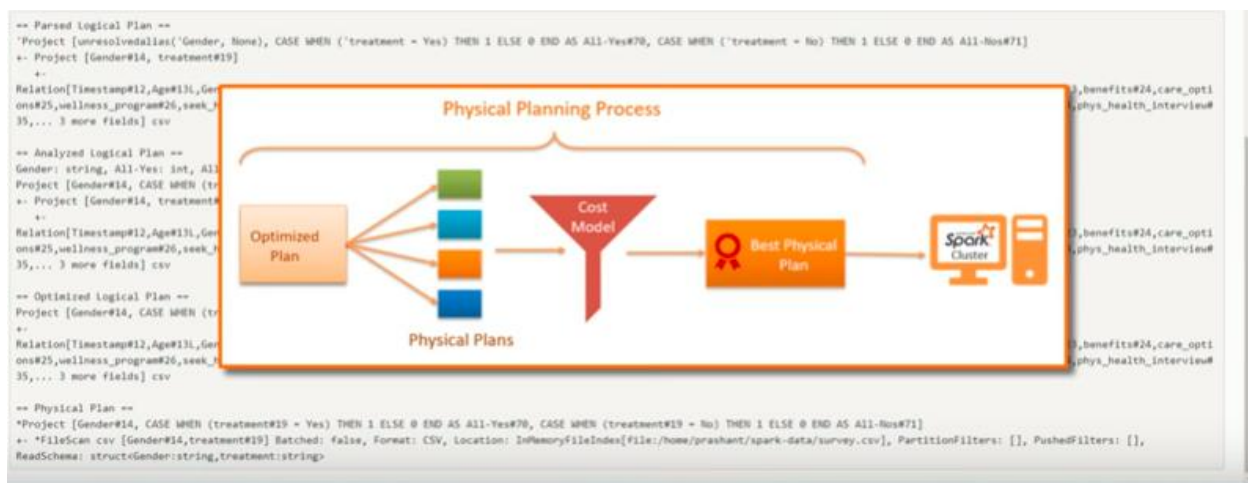 == Parsed Logical Plan ==
'Project [unresolvedalias('Gender, None), CASE WHEN ('treatment = Yes) THEN 1 ELSE 0 END AS All-Yes#70, CASE WHEN ('treatment = No) THEN 1 ELSE 0 END AS All-Nos#71]
+- Project [Gender#14, treatment#19]
+-
Relation[Timestamp#12,Age#13L,Gen
,benefits#24,care_opti
ons#25,wellness_program#26,seek_h
,phys_health_interview#
35,... 3 more fields] csv
== Analyzed Logical Plan ==
Gender: string, All-Yes: int, All
Project [Gender#14, CASE WHEN (tr
+- Project [Gender#14, treatment#
+-
Relation[Timestamp#12,Age#13L,Gen
,benefits#24,care_opti
ons#25,wellness_program#26,seek_h
,phys_health_interview#
35,... 3 more fields] csv
== Optimized Logical Plan ==
Project [Gender#14, CASE WHEN (tr
+-
Relation[Timestamp#12,Age#13L,Gen
,benefits#24,care_opti
ons#25,wellness_program#26,seek_h
,phys_health_interview#
35,... 3 more fields] csv
== Physical Plan ==
*Project [Gender#14, CASE WHEN (treatment#19 = Yes) THEN 1 ELSE 0 END AS All-Yes#70, CASE WHEN (treatment#19 = No) THEN 1 ELSE 0 END AS All-Nos#71]
+- *FileScan csv [Gender#14,treatment#19] Batched: false, Format: CSV, Location: InMemoryFileIndex[file:/home/prashant/spark-data/survey.csv], PartitionFilters: [], PushedFilters: [],
ReadSchema: struct<Gender:string,treatment:string>
Physical Planning Process
Optimized
Plan
Physical Plans
Cost
Model
Best Physical
Plan
Spark
Cluster